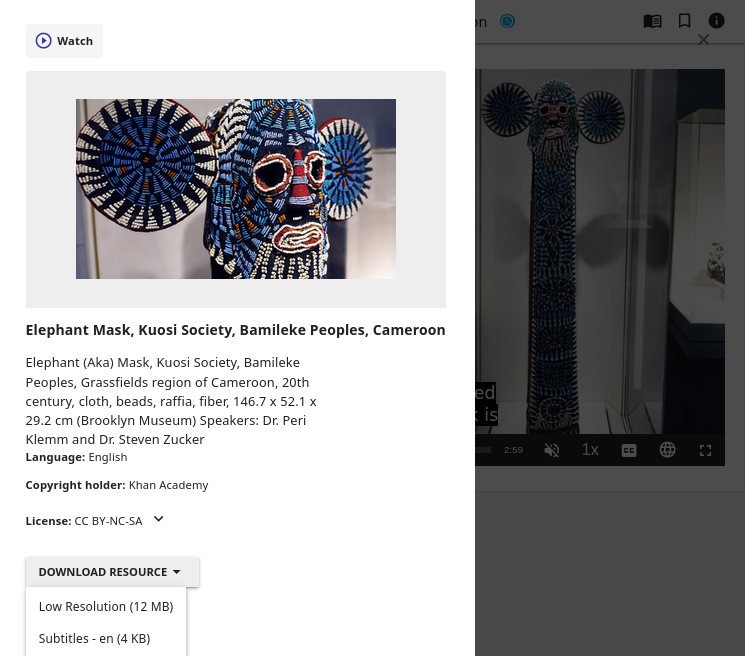 Watch
on
Elephant Mask, Kuosi Society, Bamileke Peoples, Cameroon
Elephant (Aka) Mask, Kuosi Society, Bamileke
Peoples, Grassfields region of Cameroon, 20th
century, cloth, beads, raffia, fiber, 146.7 x 52.1 x
29.2 cm (Brooklyn Museum) Speakers: Dr. Peri
Klemm and Dr. Steven Zucker
Language: English
Copyright holder: Khan Academy
License: CC BY-NC-SA
DOWNLOAD RESOURCE
Low Resolution (12 MB)
Subtitles - en (4 KB)
ed
is
2:59
1x
CC